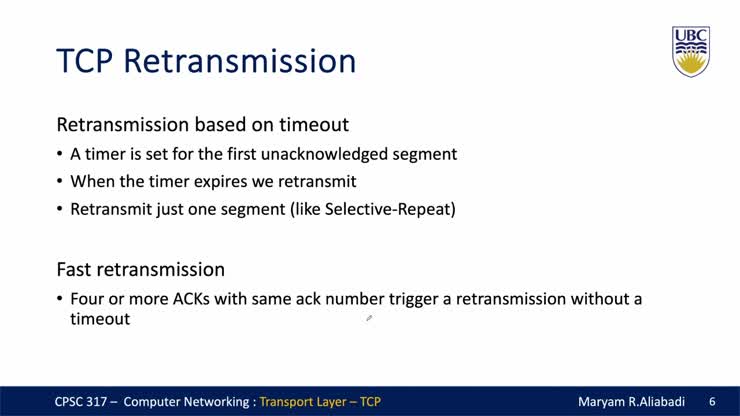 TCP Retransmission
UBC
Retransmission based on timeout
• A timer is set for the first unacknowledged segment
• When the timer expires we retransmit
• Retransmit just one segment (like Selective-Repeat)
Fast retransmission
• Four or more ACKs with same ack number trigger a retransmission without a
timeout
CPSC 317 – Computer Networking : Transport Layer – TCP
Maryam R.Aliabadi
6